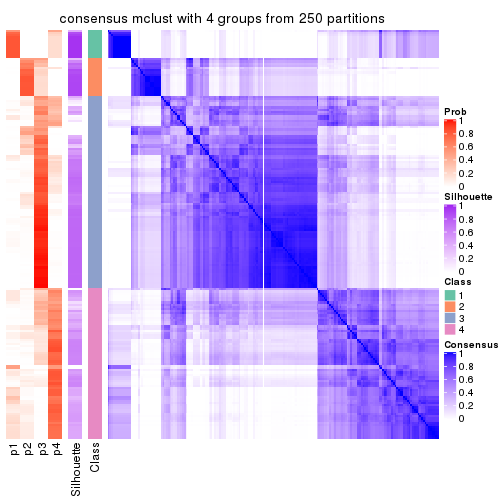 consensus mclust with 4 groups from 250 partitions
Prob
1
0.8
0.6
0.4
0.2
0
Silhouette
1
0.8
0.6
0.4
0.2
0
Class
1
2
3
4
Consensus
1
0.8
0.6
0.4
0.2
0
p1
p2
p3
p4
Silhouette
Class